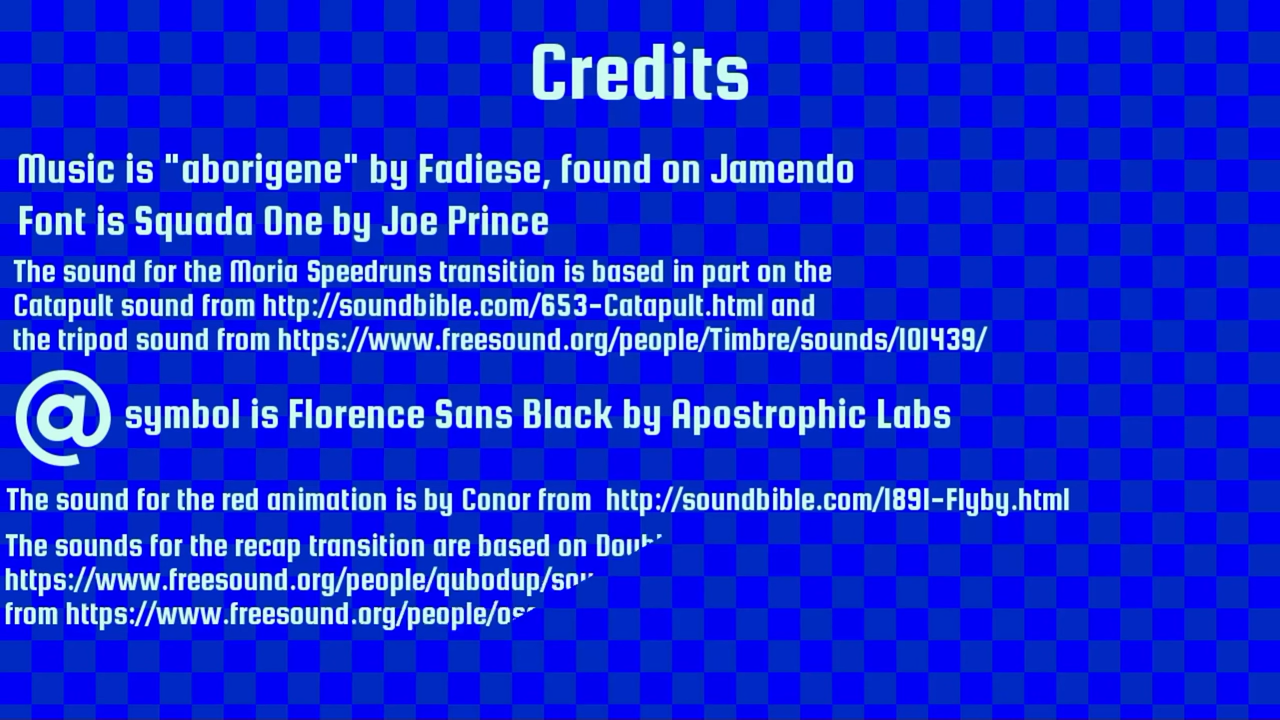 Credits
Music is "aborigene" by Fadiese, found on Jamendo
Font is Squada One by Joe Prince
The sound for the Moria Speedruns transition is based in part on the
Catapult sound from http://soundbible.com/653-Catapult.html and
the tripod sound from https://www.freesound.org/people/Timbre/sounds/101439/
@ symbol is Florence Sans Black by Apostrophic Labs
The sound for the red animation is by Conor from http://soundbible.com/1891-Flyby.html
The sounds for the recap transition are based on
https://www.freesound.org/people/qubodup/
from https://www.freesound.org/people/